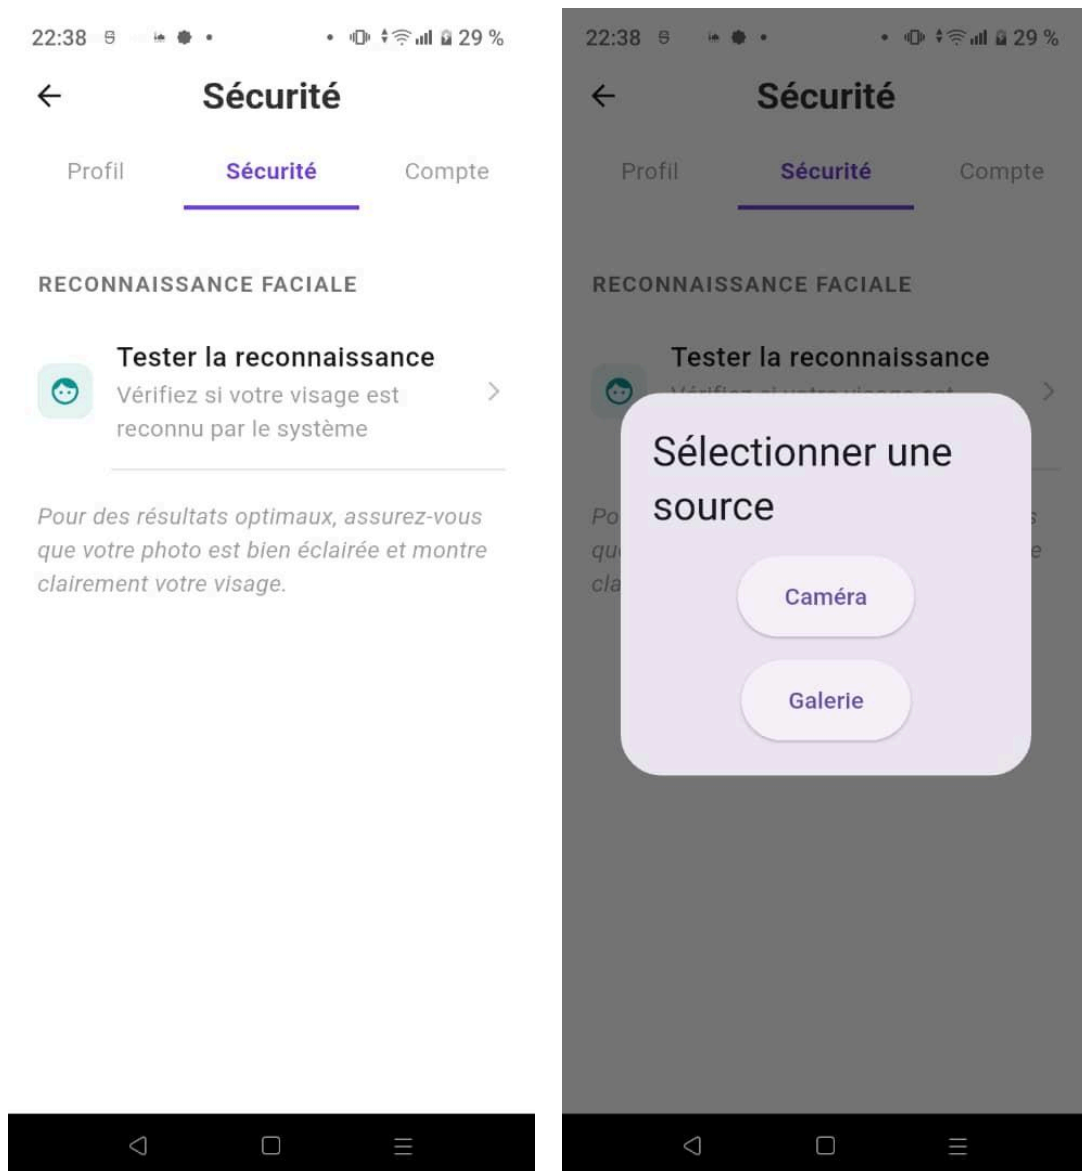 22:38
29 %
Sécurité
Profil
Sécurité
Compte
RECONNAISSANCE FACIALE
Tester la reconnaissance
Vérifiez si votre visage est
reconnu par le système
Pour des résultats optimaux, assurez-vous
que votre photo est bien éclairée et montre
clairement votre visage.
22:38
29 %
Sécurité
Profil
Sécurité
Compte
RECONNAISSANCE FACIALE
Tester la reconnaissance
Sélectionner une
source
Caméra
Galerie